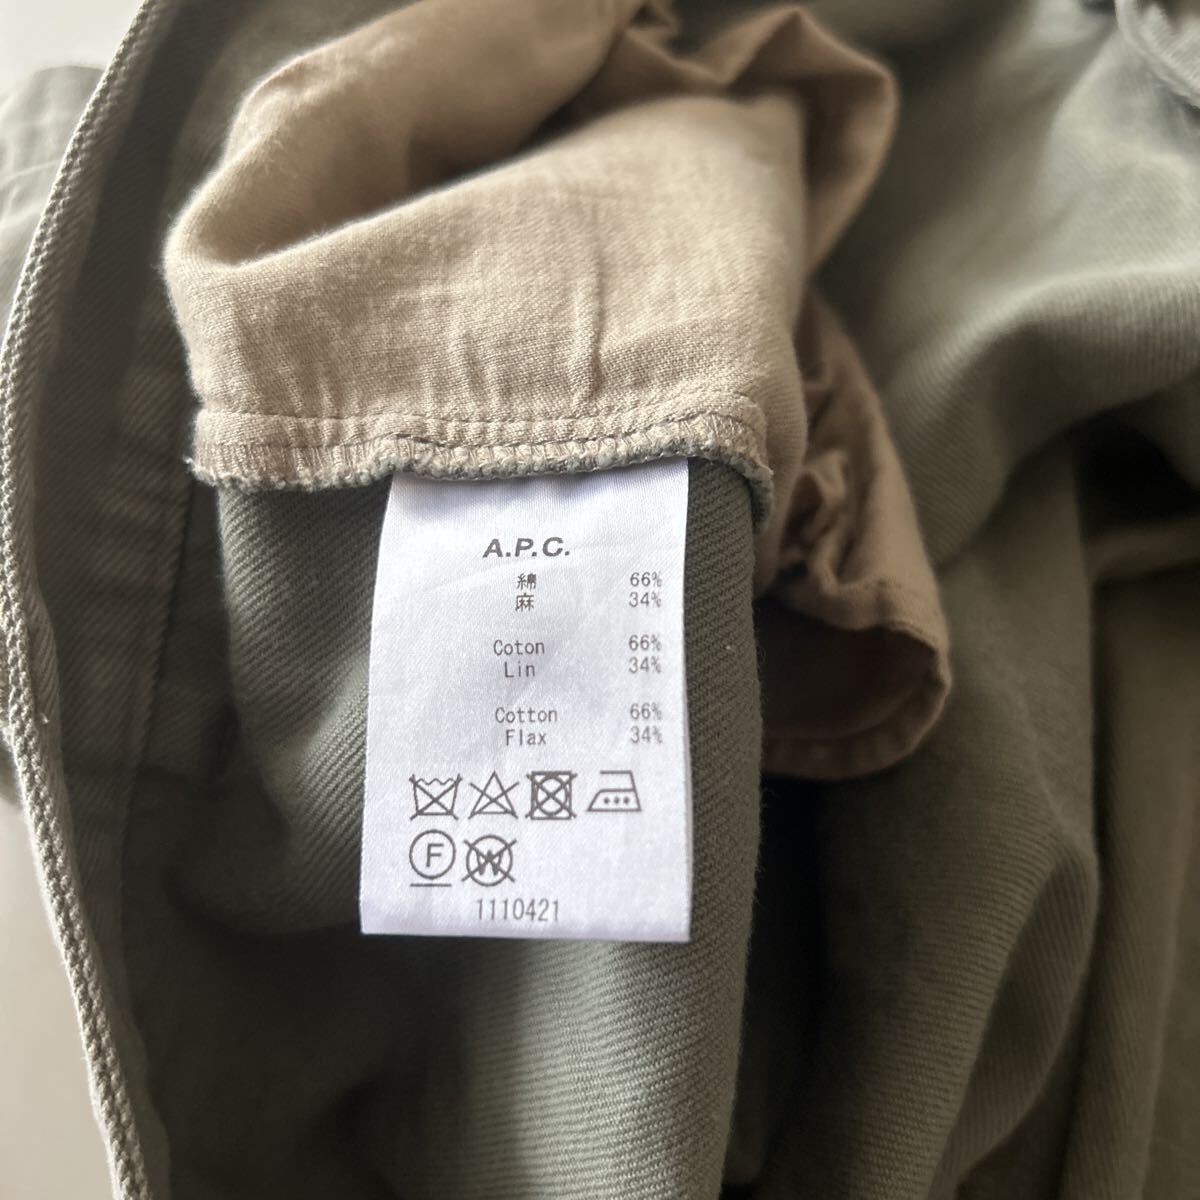 A.P.C.
綿 66%
麻 34%
Coton 66%
Lin 34%
Cotton 66%
Flax 34%
F W
1110421